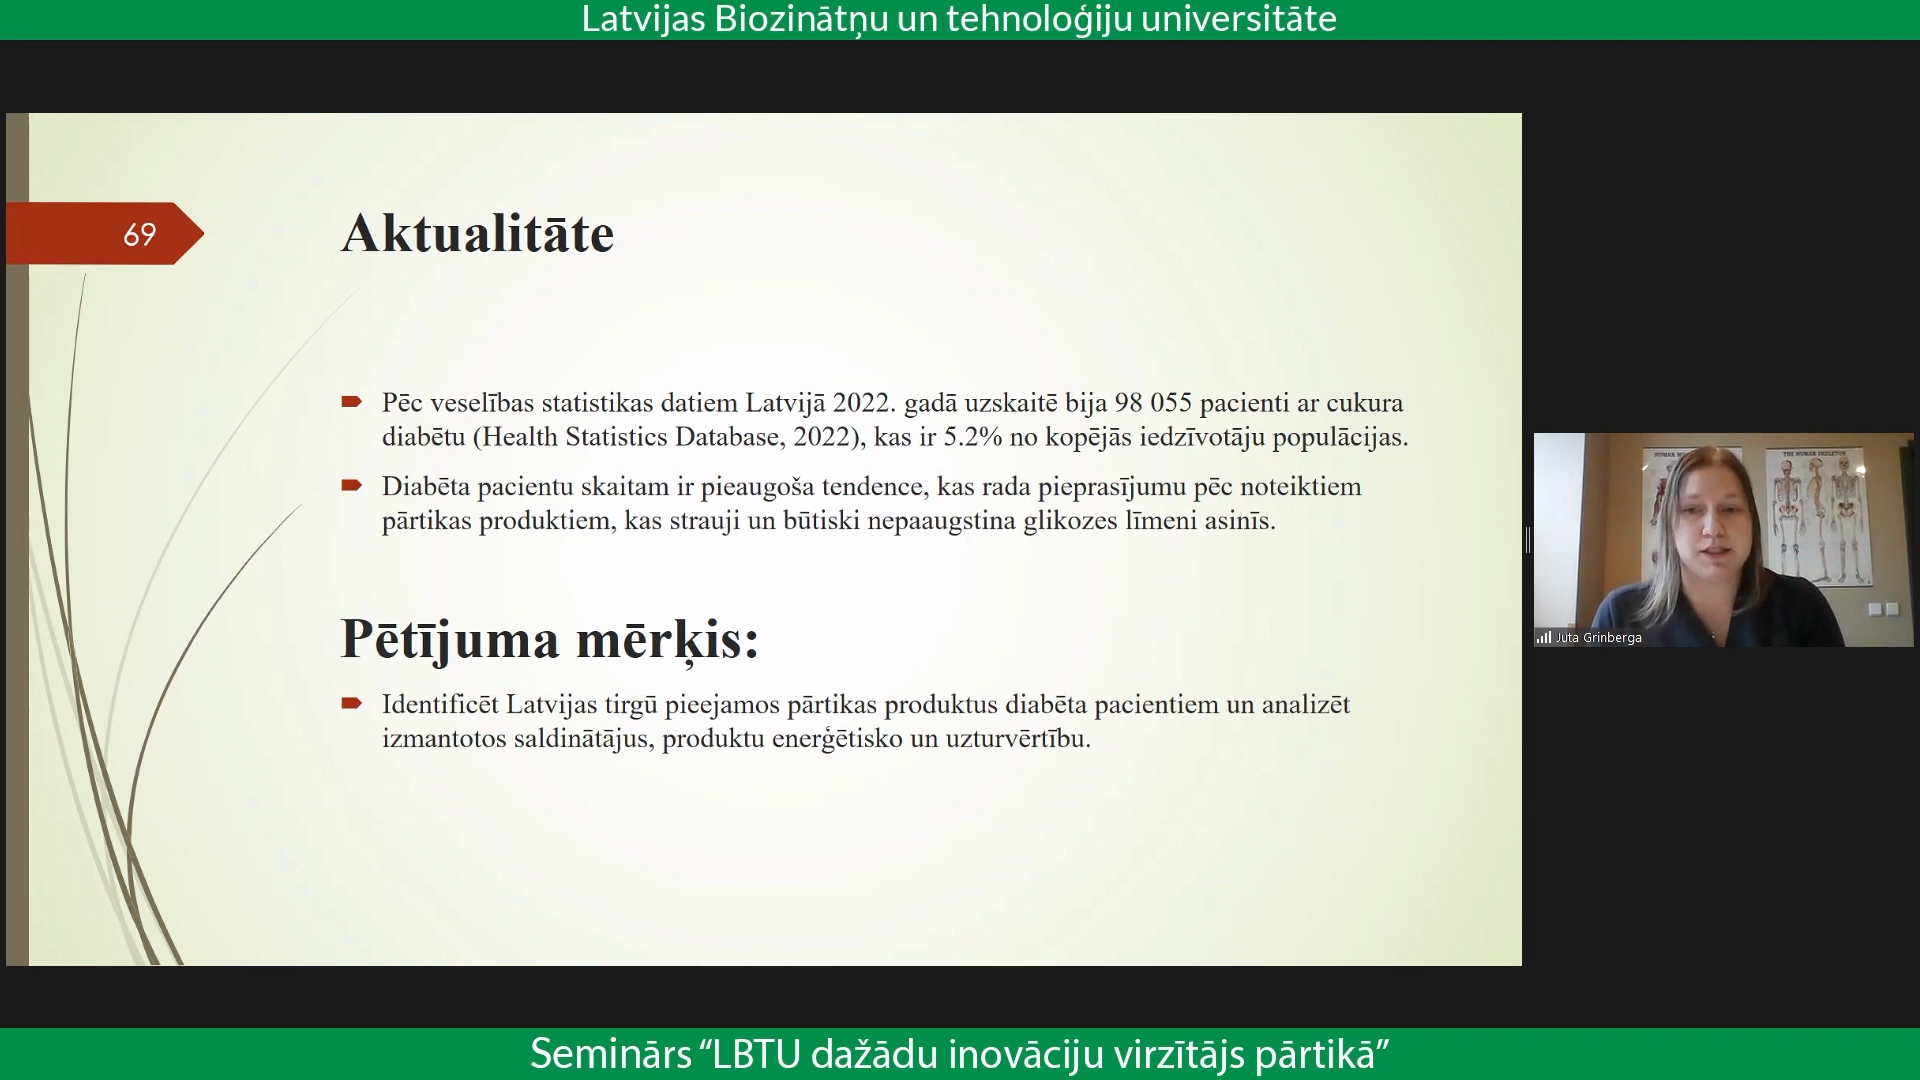 Latvijas Biozinātņu un tehnoloģiju universitāte
69
Aktualitāte
Pēc veselības statistikas datiem Latvijā 2022. gadā uzskaitē bija 98 055 pacienti ar cukura
diabētu (Health Statistics Database, 2022), kas ir 5.2% no kopējās iedzīvotāju populācijas.
Diabēta pacientu skaitam ir pieaugoša tendence, kas rada pieprasījumu pēc noteiktiem
pārtikas produktiem, kas strauji un būtiski nepaaugstina glikozes līmeni asinīs.
Pētījuma mērķis:
Identificēt Latvijas tirgū pieejamos pārtikas produktus diabēta pacientiem un analizēt
izmantotos saldinātājus, produktu enerģētisko un uzturvērtību.
THE HUMAN SKELETON
Juta Grinberga
Seminārs “LBTU dažādu inovāciju virzītājs pārtikā”